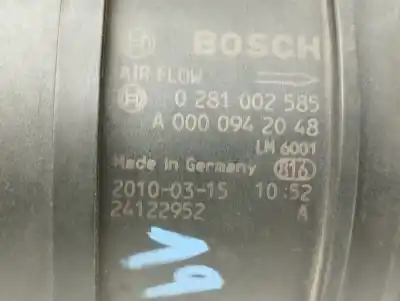 BOSCH
AIR FLOW
0 281 002 585
A 000 094 20 48
LM 6001
Made in Germany 816
2010-03-15 10:52
24122952 A